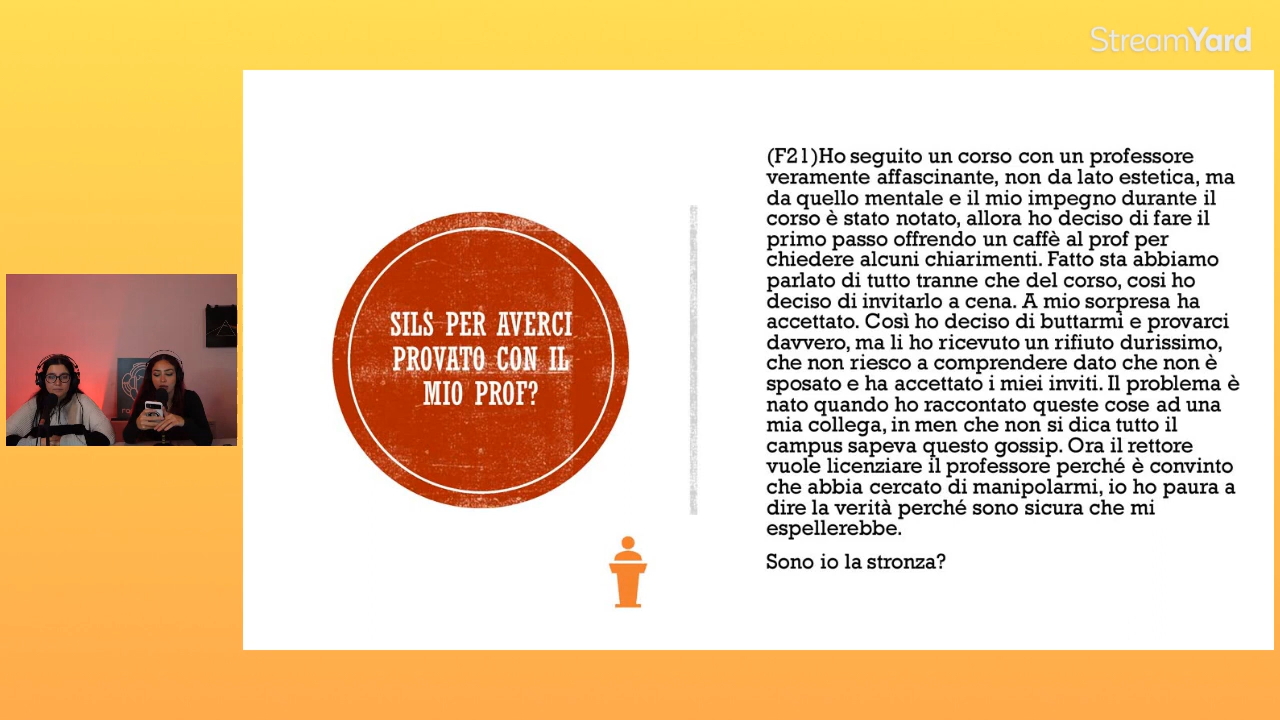 StreamYard
SILS PER AVERCI
PROVATO CON IL
MIO PROF?
(F21)Ho seguito un corso con un professore
veramente affascinante, non da lato estetica, ma
da quello mentale e il mio impegno durante il
corso è stato notato, allora ho deciso di fare il
primo passo offrendo un caffè al prof per
chiedere alcuni chiarimenti. Fatto sta abbiamo
parlato di tutto tranne che del corso, cosi ho
deciso di invitarlo a cena. A mio sorpresa ha
accettato. Così ho deciso di buttarmi e provarci
davvero, ma li ho ricevuto un rifiuto durissimo,
che non riesco a comprendere dato che non è
sposato e ha accettato i miei inviti. Il problema è
nato quando ho raccontato queste cose ad una
mia collega, in men che non si dica tutto il
campus sapeva questo gossip. Ora il rettore
vuole licenziare il professore perché è convinto
che abbia cercato di manipolarmi, io ho paura a
dire la verità perché sono sicura che mi
espellerebbe.
Sono io la stronza?